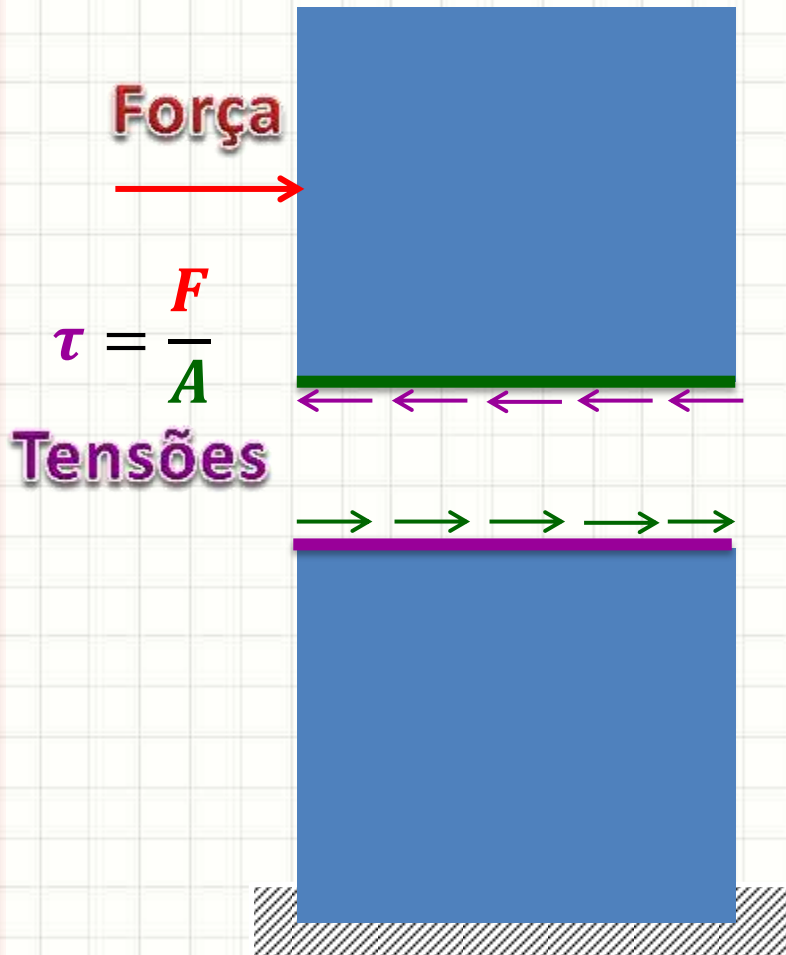 Força
τ = F/A
Tensões